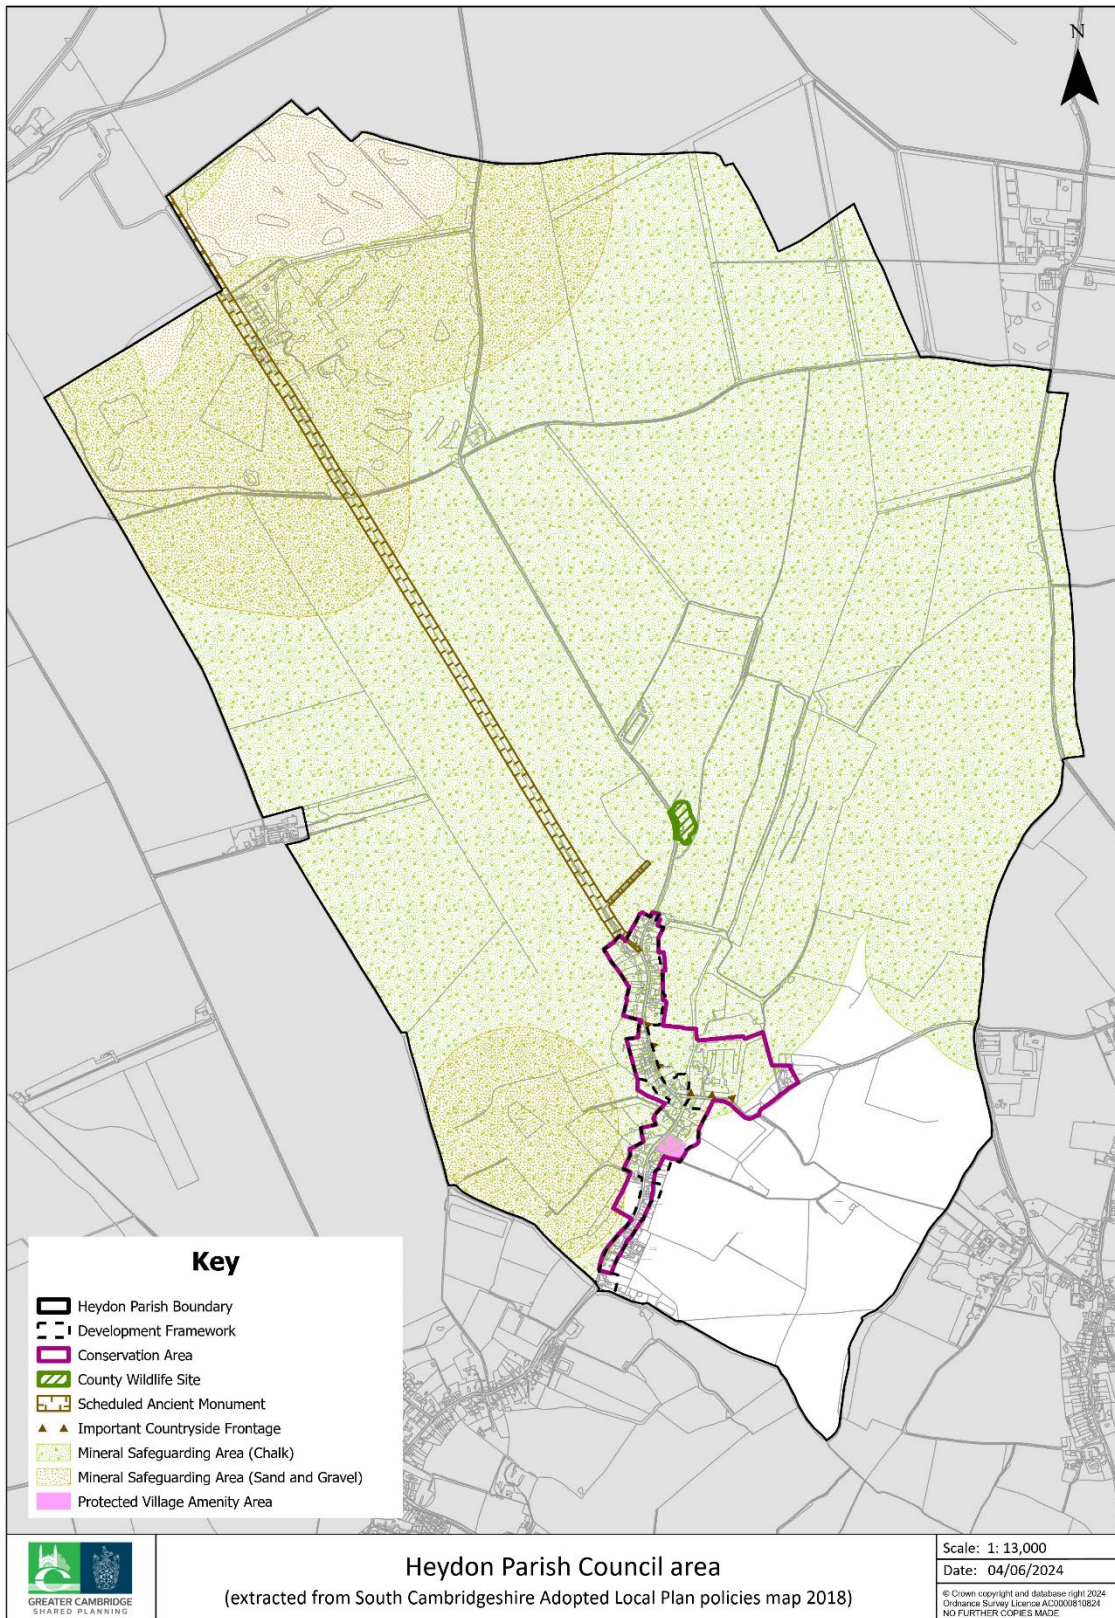 N
Key
Heydon Parish Boundary
Development Framework
Conservation Area
County Wildlife Site
Scheduled Ancient Monument
Important Countryside Frontage
Mineral Safeguarding Area (Chalk)
Mineral Safeguarding Area (Sand and Gravel)
Protected Village Amenity Area
GREATER CAMBRIDGE
SHARED PLANNING
Heydon Parish Council area
(extracted from South Cambridgeshire Adopted Local Plan policies map 2018)
Scale: 1: 13,000
Date: 04/06/2024
© Crown copyright and database right 2024
Ordnance Survey Licence AC0000810824
NO FURTHER COPIES MADE